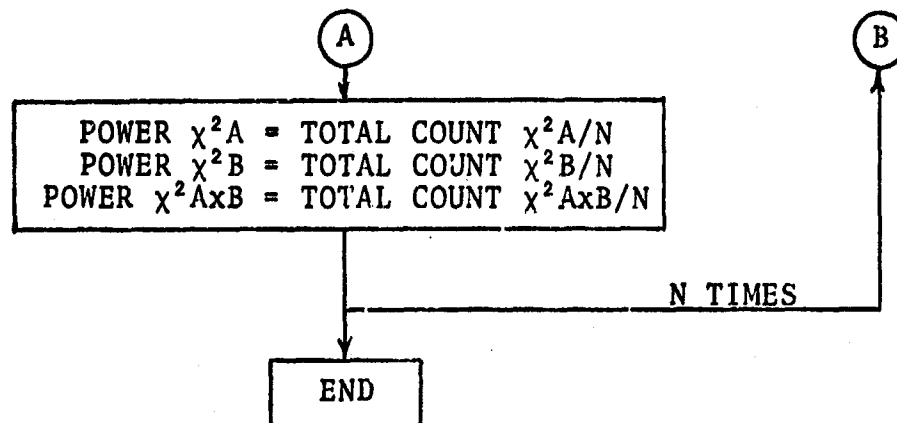 A
B
POWER χ²A = TOTAL COUNT χ²A/N
POWER χ²B = TOTAL COUNT χ²B/N
POWER χ²AxB = TOTAL COUNT χ²AxB/N
N TIMES
END